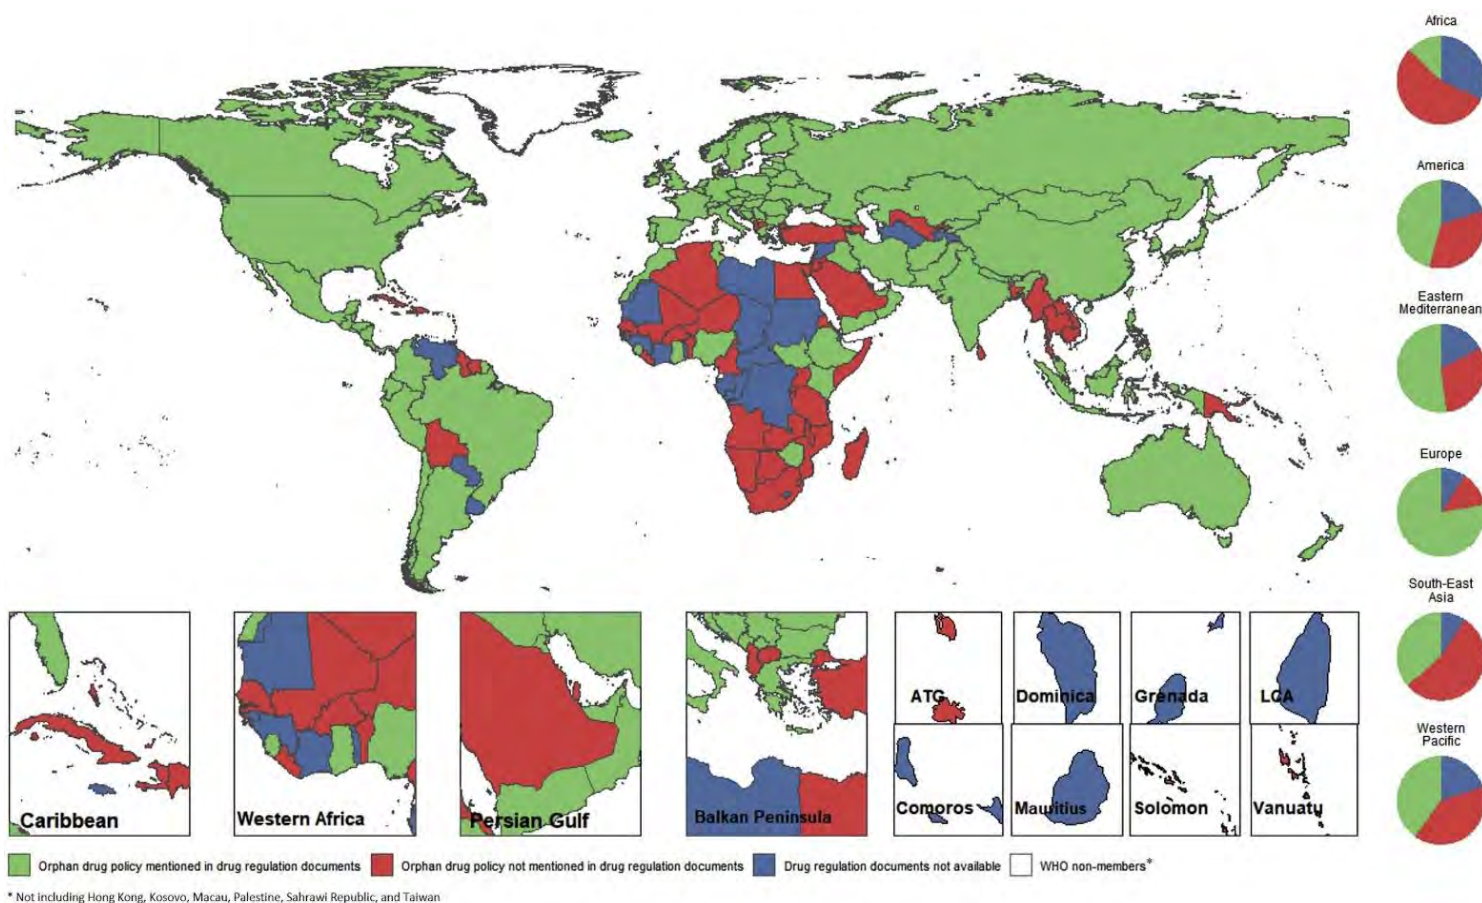 Africa
America
Eastern
Mediterranean
Europe
South-East
Asia
Western
Pacific
Caribbean
Western Africa
Persian Gulf
Balkan Peninsula
ATG
Dominica
Grenada
LCA
Comoros
Mauritius
Solomon
Vanuatu
Orphan drug policy mentioned in drug regulation documents
Orphan drug policy not mentioned in drug regulation documents
Drug regulation documents not available
WHO non-members*
* Not including Hong Kong, Kosovo, Macau, Palestine, Sahrawi Republic, and Taiwan